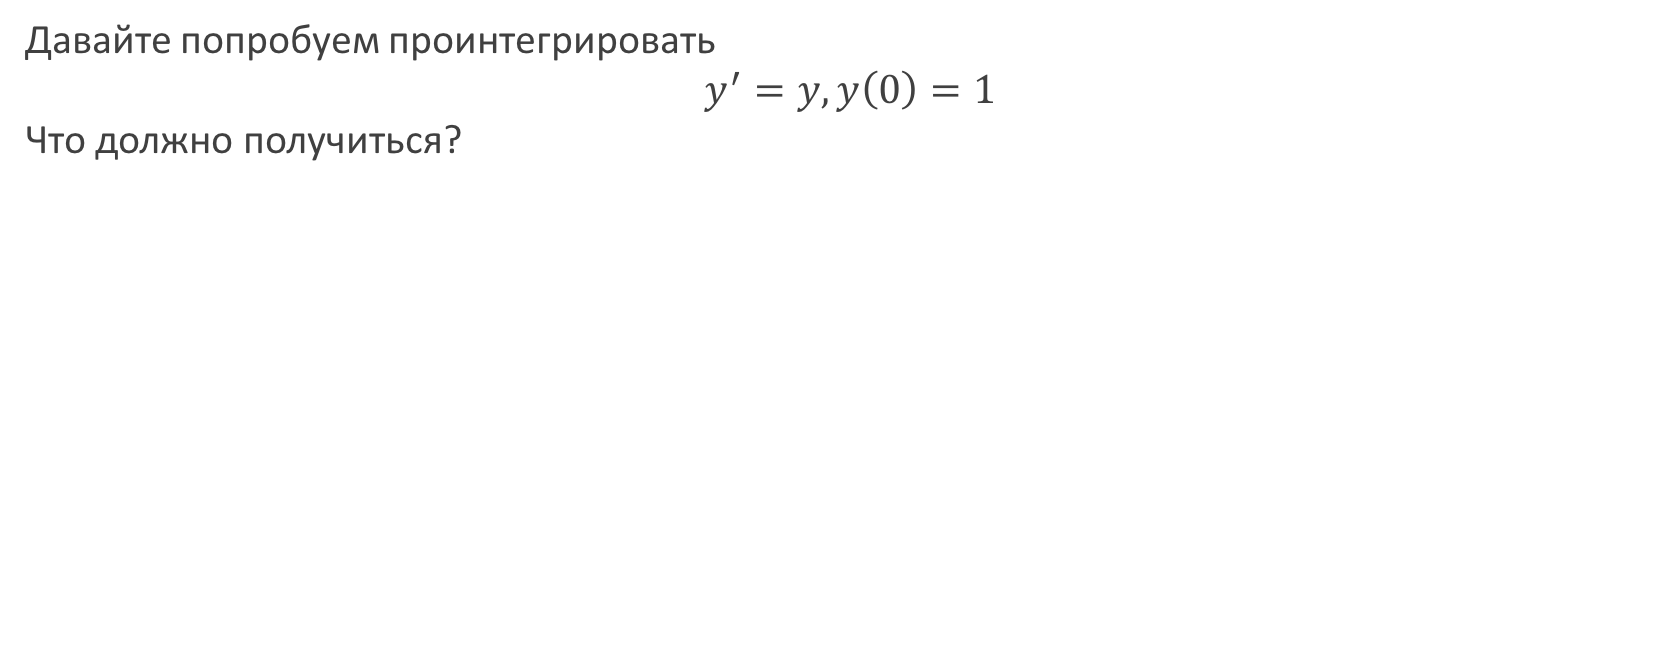 Давайте попробуем проинтегрировать
y′ = y, y(0) = 1
Что должно получиться?